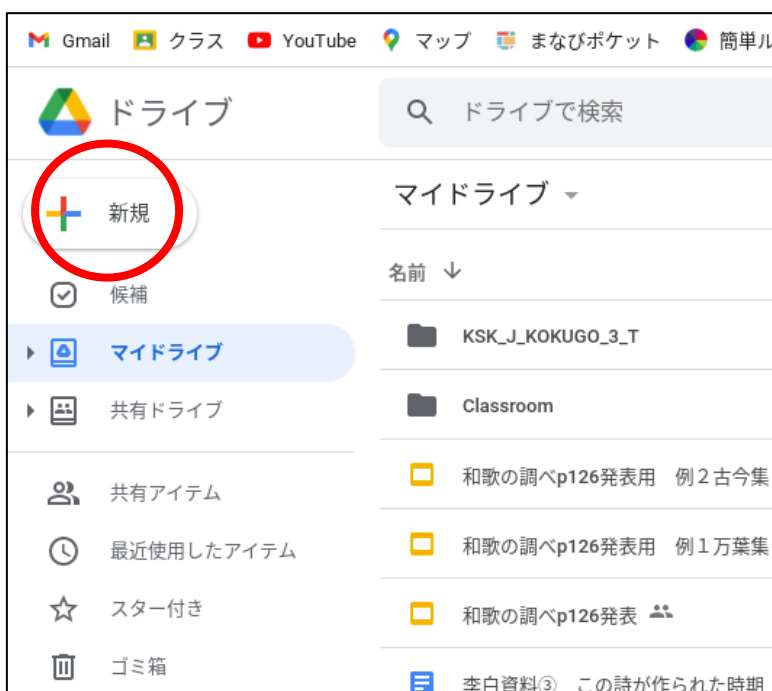 Gmail クラス YouTube マップ まなびポケット 簡単ル
ドライブ
ドライブで検索
新規
マイドライブ
名前
候補
マイドライブ
共有ドライブ
共有アイテム
最近使用したアイテム
スター付き
ゴミ箱
KSK_J_KOKUGO_3_T
Classroom
和歌の調べp126発表用　例２古今集
和歌の調べp126発表用　例１万葉集
和歌の調べp126発表
李白資料③　この詩が作られた時期